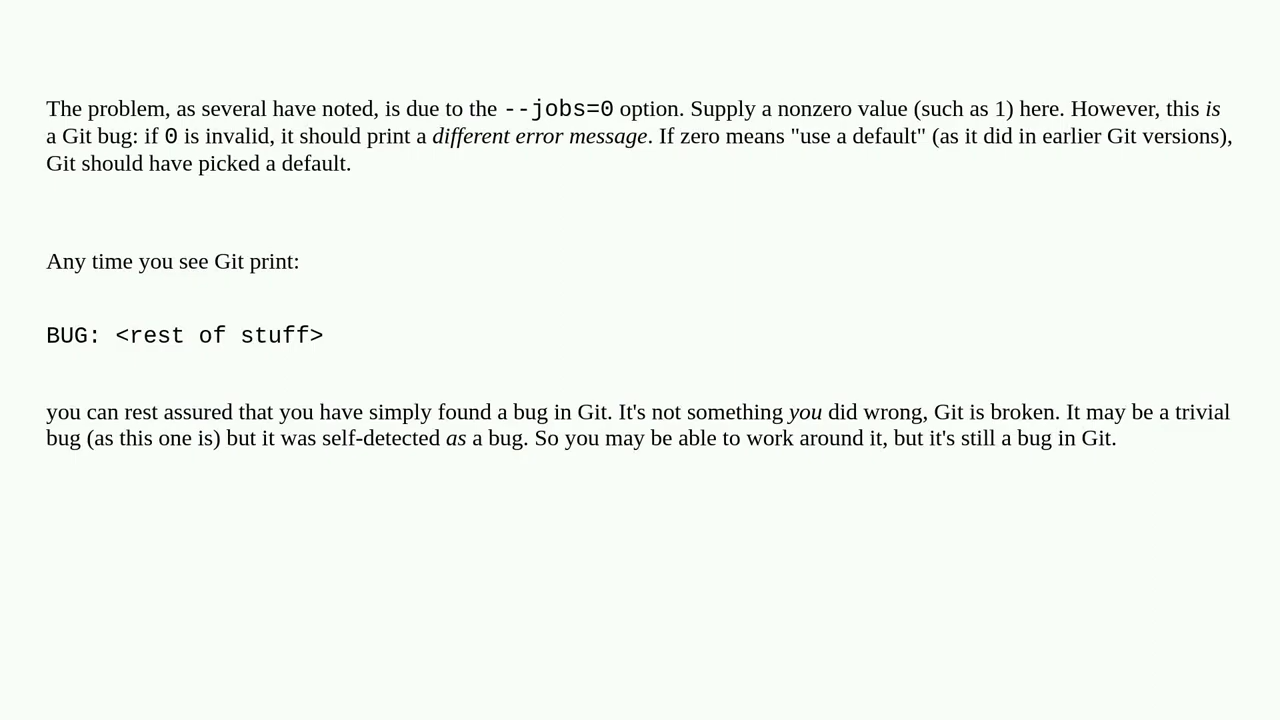 The problem, as several have noted, is due to the --jobs=0 option. Supply a nonzero value (such as 1) here. However, this is
a Git bug: if 0 is invalid, it should print a different error message. If zero means "use a default" (as it did in earlier Git versions),
Git should have picked a default.
Any time you see Git print:
BUG: <rest of stuff>
you can rest assured that you have simply found a bug in Git. It's not something you did wrong, Git is broken. It may be a trivial
bug (as this one is) but it was self-detected as a bug. So you may be able to work around it, but it's still a bug in Git.